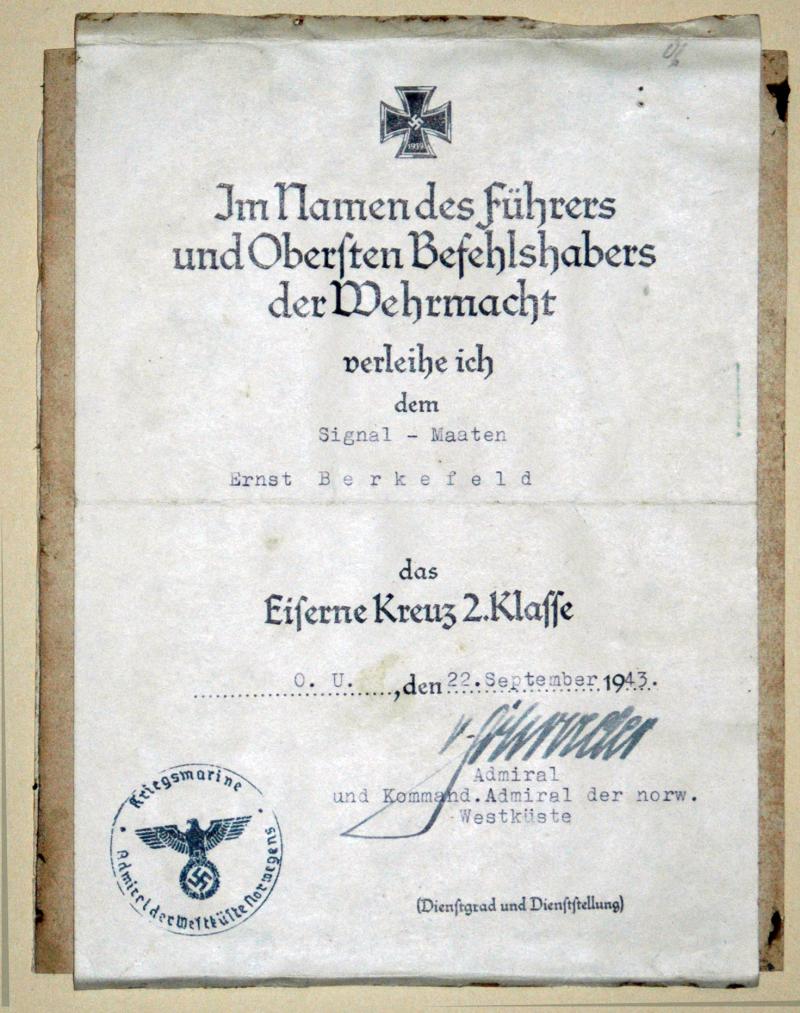 1939
Im Namen des Führers
und Oberſten Befehlshabers
der Wehrmacht
verleihe ich
dem
Signal - Maaten
Ernst Berkefeld
das
Eiſerne Kreuz 2.Klaſſe
O. U. , den 22.September 1943.
Admiral
und Kommand.Admiral der norw.
Westküste
Kriegsmarine
Admiral der Weſtküſte Norwegens
(Dienſtgrad und Dienſtſtellung)